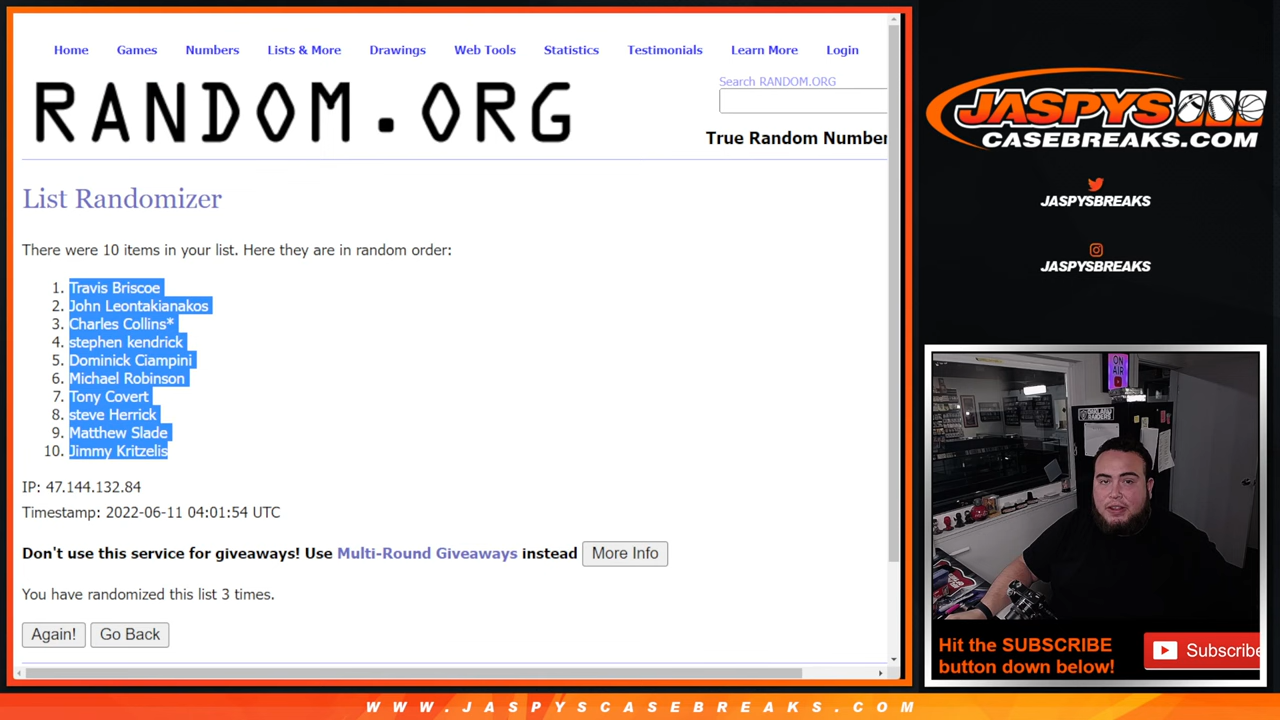 Home Games Numbers Lists & More Drawings Web Tools Statistics Testimonials Learn More Login
RANDOM.ORG
Search RANDOM.ORG
True Random Number
List Randomizer
There were 10 items in your list. Here they are in random order:
1. Travis Briscoe
2. John Leontakianakos
3. Charles Collins*
4. stephen kendrick
5. Dominick Ciampini
6. Michael Robinson
7. Tony Covert
8. steve Herrick
9. Matthew Slade
10. Jimmy Kritzelis
IP: 47.144.132.84
Timestamp: 2022-06-11 04:01:54 UTC
Don't use this service for giveaways! Use Multi-Round Giveaways instead More Info
You have randomized this list 3 times.
Again! Go Back
JASPYS
CASEBREAKS.COM
JASPYSBREAKS
JASPYSBREAKS
ON
AIR
Hit the SUBSCRIBE
button down below!
Subscribe
WWW.JASPYSCASEBREAKS.COM